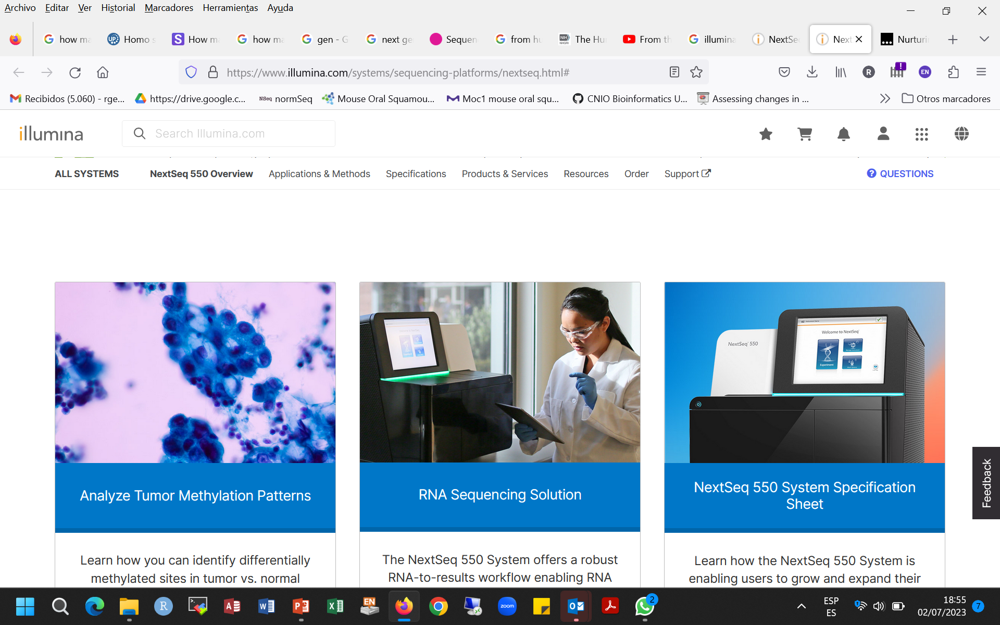 Archivo Editar Ver Historial Marcadores Herramientas Ayuda
how ma
Homo s
How m
how ma
gen - G
next ge
Sequen
from hu
The Hu
From th
illumina
NextSe
Next
Nurturi
https://www.illumina.com/systems/sequencing-platforms/nextseq.html#
R
EN
Recibidos (5.060) - rge...
https://drive.google.c...
NSeq normSeq
Mouse Oral Squamou...
Moc1 mouse oral squ...
CNIO Bioinformatics U...
Assessing changes in ...
Otros marcadores
illumina
Search Illumina.com
ALL SYSTEMS
NextSeq 550 Overview
Applications & Methods
Specifications
Products & Services
Resources
Order
Support
QUESTIONS
Welcome to NextSeq
NextSeq 550
Experiment
Analyze Tumor Methylation Patterns
RNA Sequencing Solution
NextSeq 550 System Specification
Sheet
Feedback
Learn how you can identify differentially
methylated sites in tumor vs. normal
The NextSeq 550 System offers a robust
RNA-to-results workflow enabling RNA
Learn how the NextSeq 550 System is
enabling users to grow and expand their
EN
zoom
2
ESP
ES
18:55
02/07/2023
7